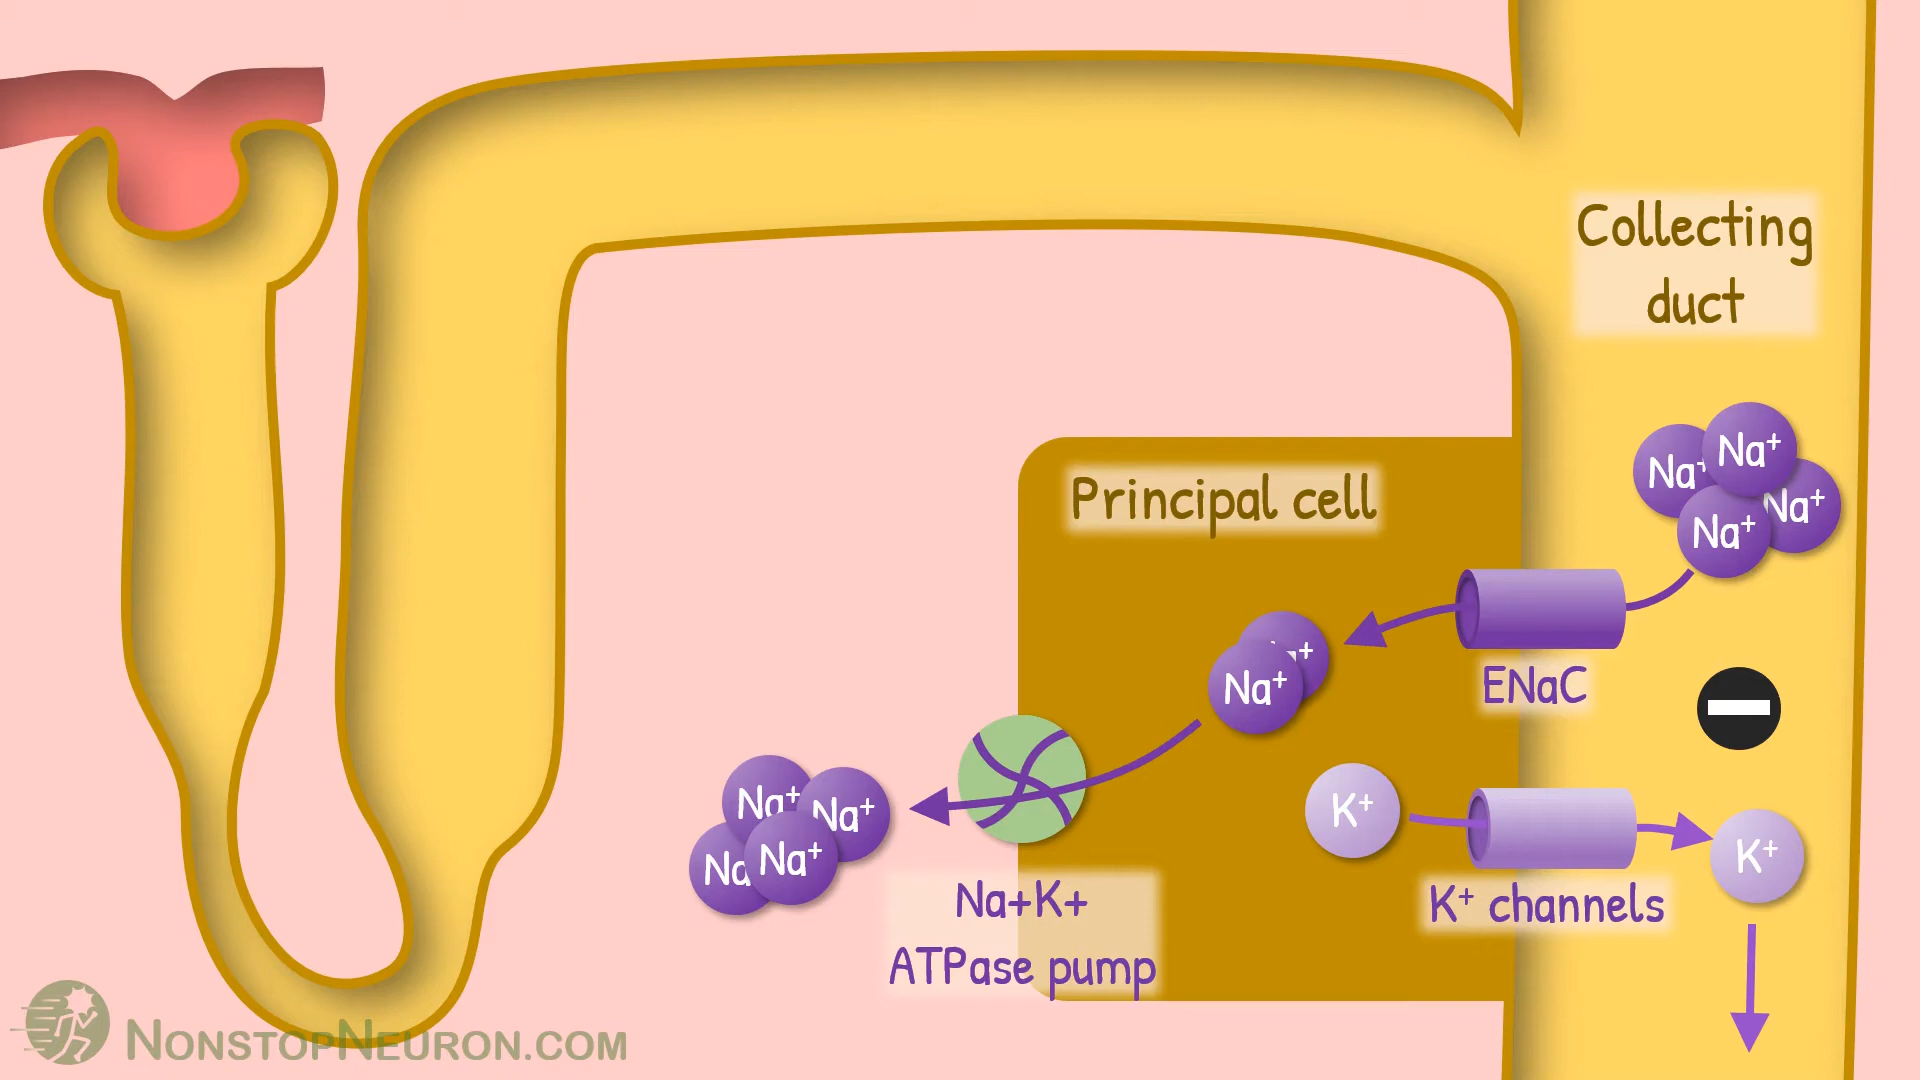 Collecting
duct
Principal cell
Na⁺
Na⁺
Na⁺
Na⁺
ENaC
Na⁺
Na⁺
Na⁺
Na⁺
Na⁺
K⁺
K⁺
K⁺ channels
Na+K+
ATPase pump
NONSTOPNEURON.COM